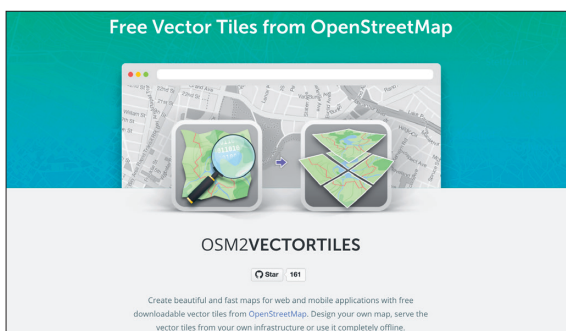 Free Vector Tiles from OpenStreetMap
OSM2VECTORTILES
Star 161
Create beautiful and fast maps for web and mobile applications with free
downloadable vector tiles from OpenStreetMap. Design your own map, serve the
vector tiles from your own infrastructure or use it completely offline.